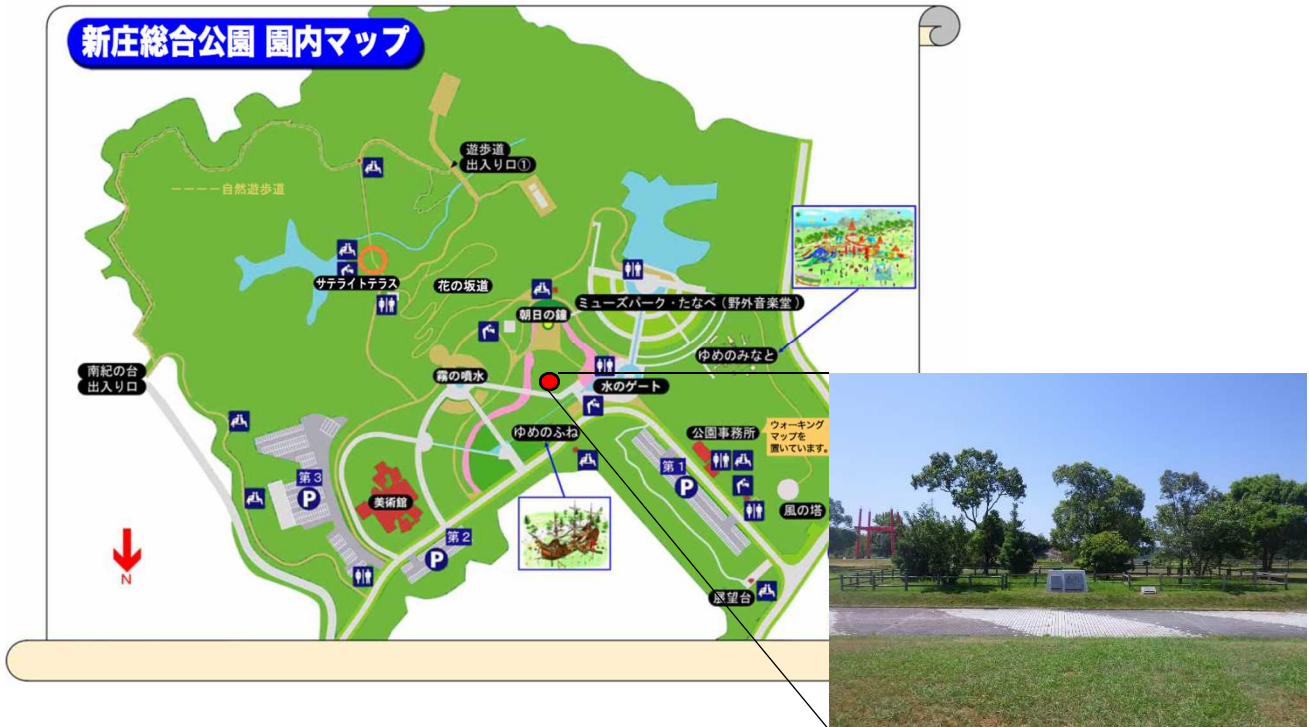 新庄総合公園 園内マップ
遊歩道
出入り口①
----自然遊歩道
サテライトテラス
花の坂道
朝日の鐘
ミューズパーク・たなべ(野外音楽堂)
ゆめのみなと
南紀の台
出入り口
霧の噴水
水のゲート
ゆめのふね
公園事務所
ウォーキング
マップを
置いています。
第1
P
第3
P
美術館
第2
P
風の塔
展望台
N